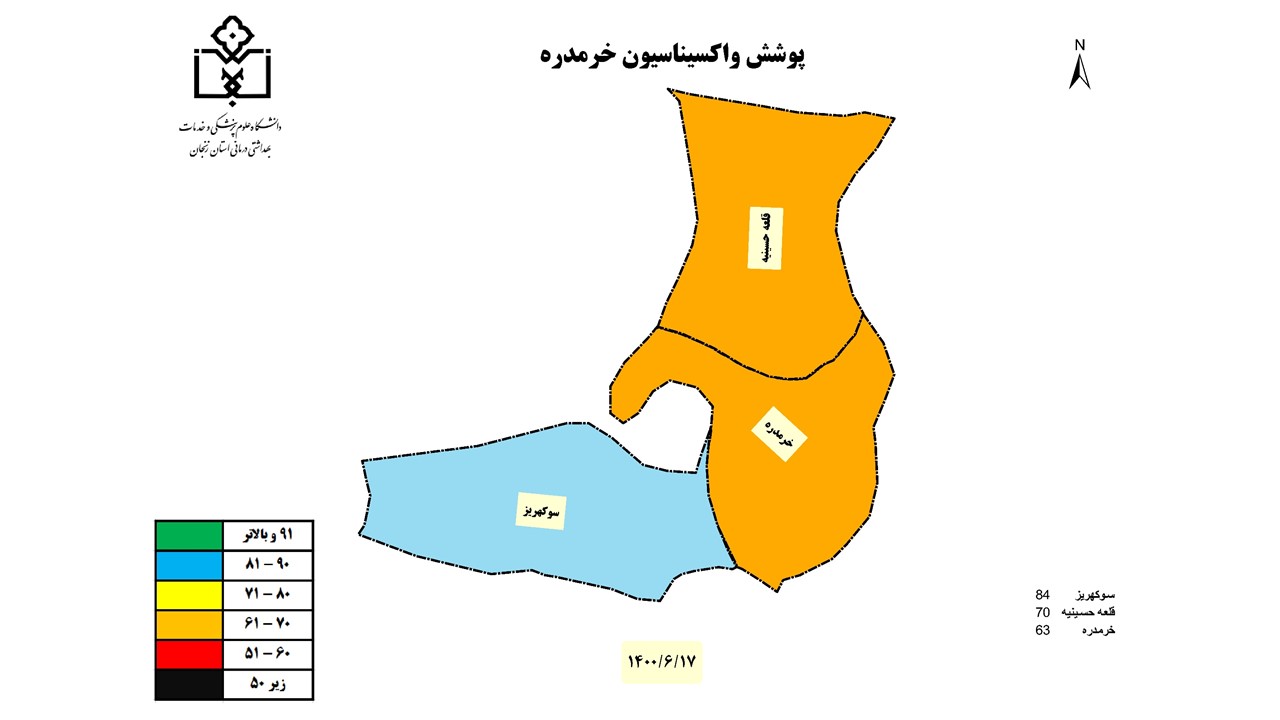 پوشش واکسیناسیون خرمدره
N
دانشگاه علوم پزشکی و خدمات
بهداشتی درمانی استان زنجان
قلعه حسینیه
خرمدره
سوکهریز
۹۱ و بالاتر
۸۱ – ۹۰
۷۱ – ۸۰
۶۱ – ۷۰
۵۱ – ۶۰
زیر ۵۰
سوکهریز 84
قلعه حسینیه 70
خرمدره 63
۱۴۰۰/۶/۱۷